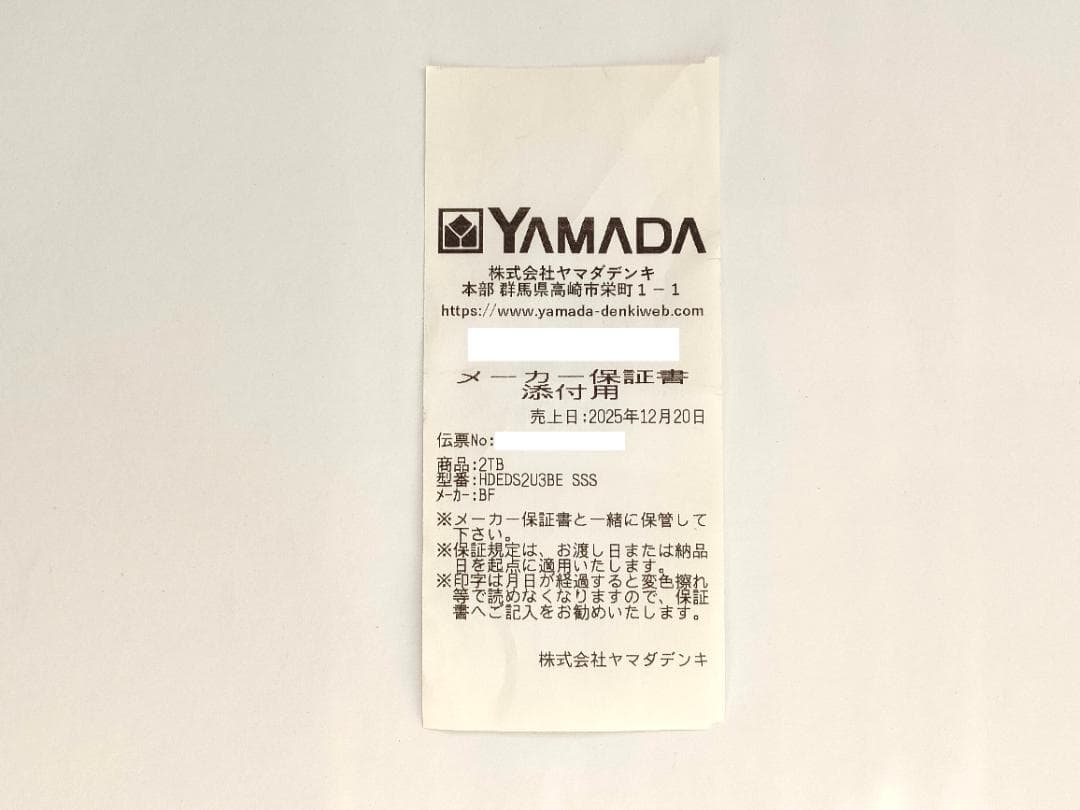 YAMADA
株式会社ヤマダデンキ
本部 群馬県高崎市栄町1-1
https://www.yamada-denkiweb.com
メーカー保証書
添付用
売上日:2025年12月20日
伝票No:
商品:2TB
型番:HDEDS2U3BE SSS
ﾒｰｶｰ:BF
※メーカー保証書と一緒に保管して
下さい。
※保証規定は、お渡し日または納品
日を起点に適用いたします。
※印字は月日が経過すると変色擦れ
等で読めなくなりますので、保証
書へご記入をお勧めいたします。
株式会社ヤマダデンキ